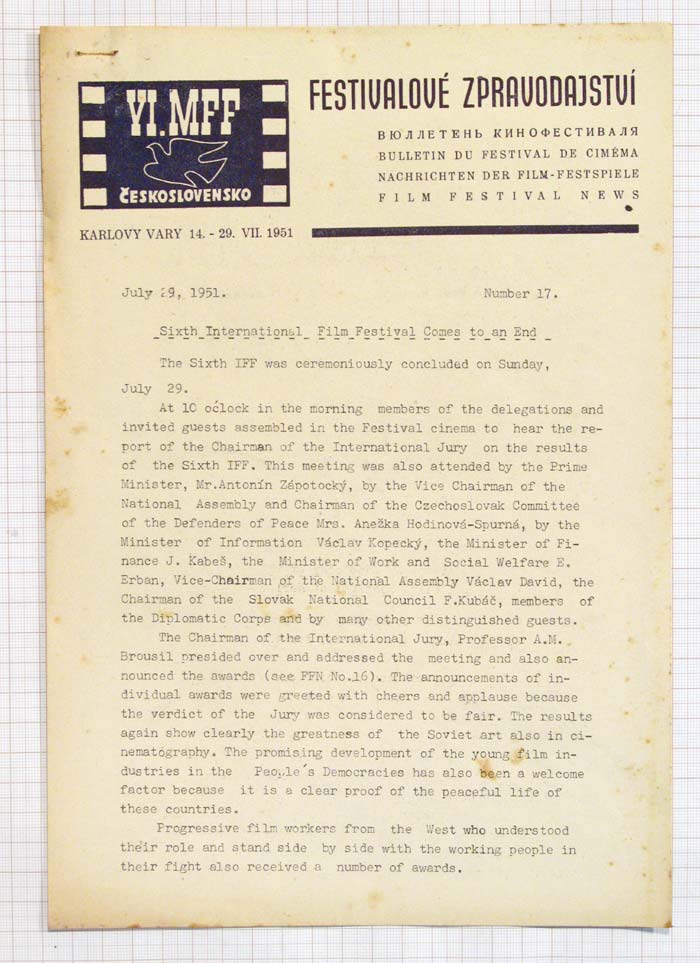 VI. MFF
ČESKOSLOVENSKO
FESTIVALOVÉ ZPRAVODAJSTVÍ
ВЮЛЛЕТЕНЬ КИНОФЕСТИВАЛЯ
BULLETIN DU FESTIVAL DE CIMÉMA
NACHRICHTEN DER FILM-FESTSPIELE
FILM FESTIVAL NEWS
KARLOVY VARY 14. - 29. VII. 1951
July 29, 1951.
Number 17.
Sixth International Film Festival Comes to an End
The Sixth IFF was ceremoniously concluded on Sunday,
July 29.
At 10 óclock in the morning members of the delegations and
invited guests assembled in the Festival cinema to hear the re-
port of the Chairman of the International Jury on the results
of the Sixth IFF. This meeting was also attended by the Prime
Minister, Mr.Antonín Zápotocký, by the Vice Chairman of the
National Assembly and Chairman of the Czechoslovak Committee
of the Defenders of Peace Mrs. Anežka Hodinová-Spurná, by the
Minister of Information Václav Kopecký, the Minister of Fi-
nance J. Kabeš, the Minister of Work and Social Welfare E.
Erban, Vice-Chairman of the National Assembly Václav David, the
Chairman of the Slovak National Council F.Kubáč, members of
the Diplomatic Corps and by many other distinguished guests.
The Chairman of the International Jury, Professor A.M.
Brousil presided over and addressed the meeting and also an-
nounced the awards (see FFN No.16). The announcements of in-
dividual awards were greeted with cheers and applause because
the verdict of the Jury was considered to be fair. The results
again show clearly the greatness of the Soviet art also in ci-
nematography. The promising development of the young film in-
dustries in the People´s Democracies has also been a welcome
factor because it is a clear proof of the peaceful life of
these countries.
Progressive film workers from the West who understood
their role and stand side by side with the working people in
their fight also received a number of awards.